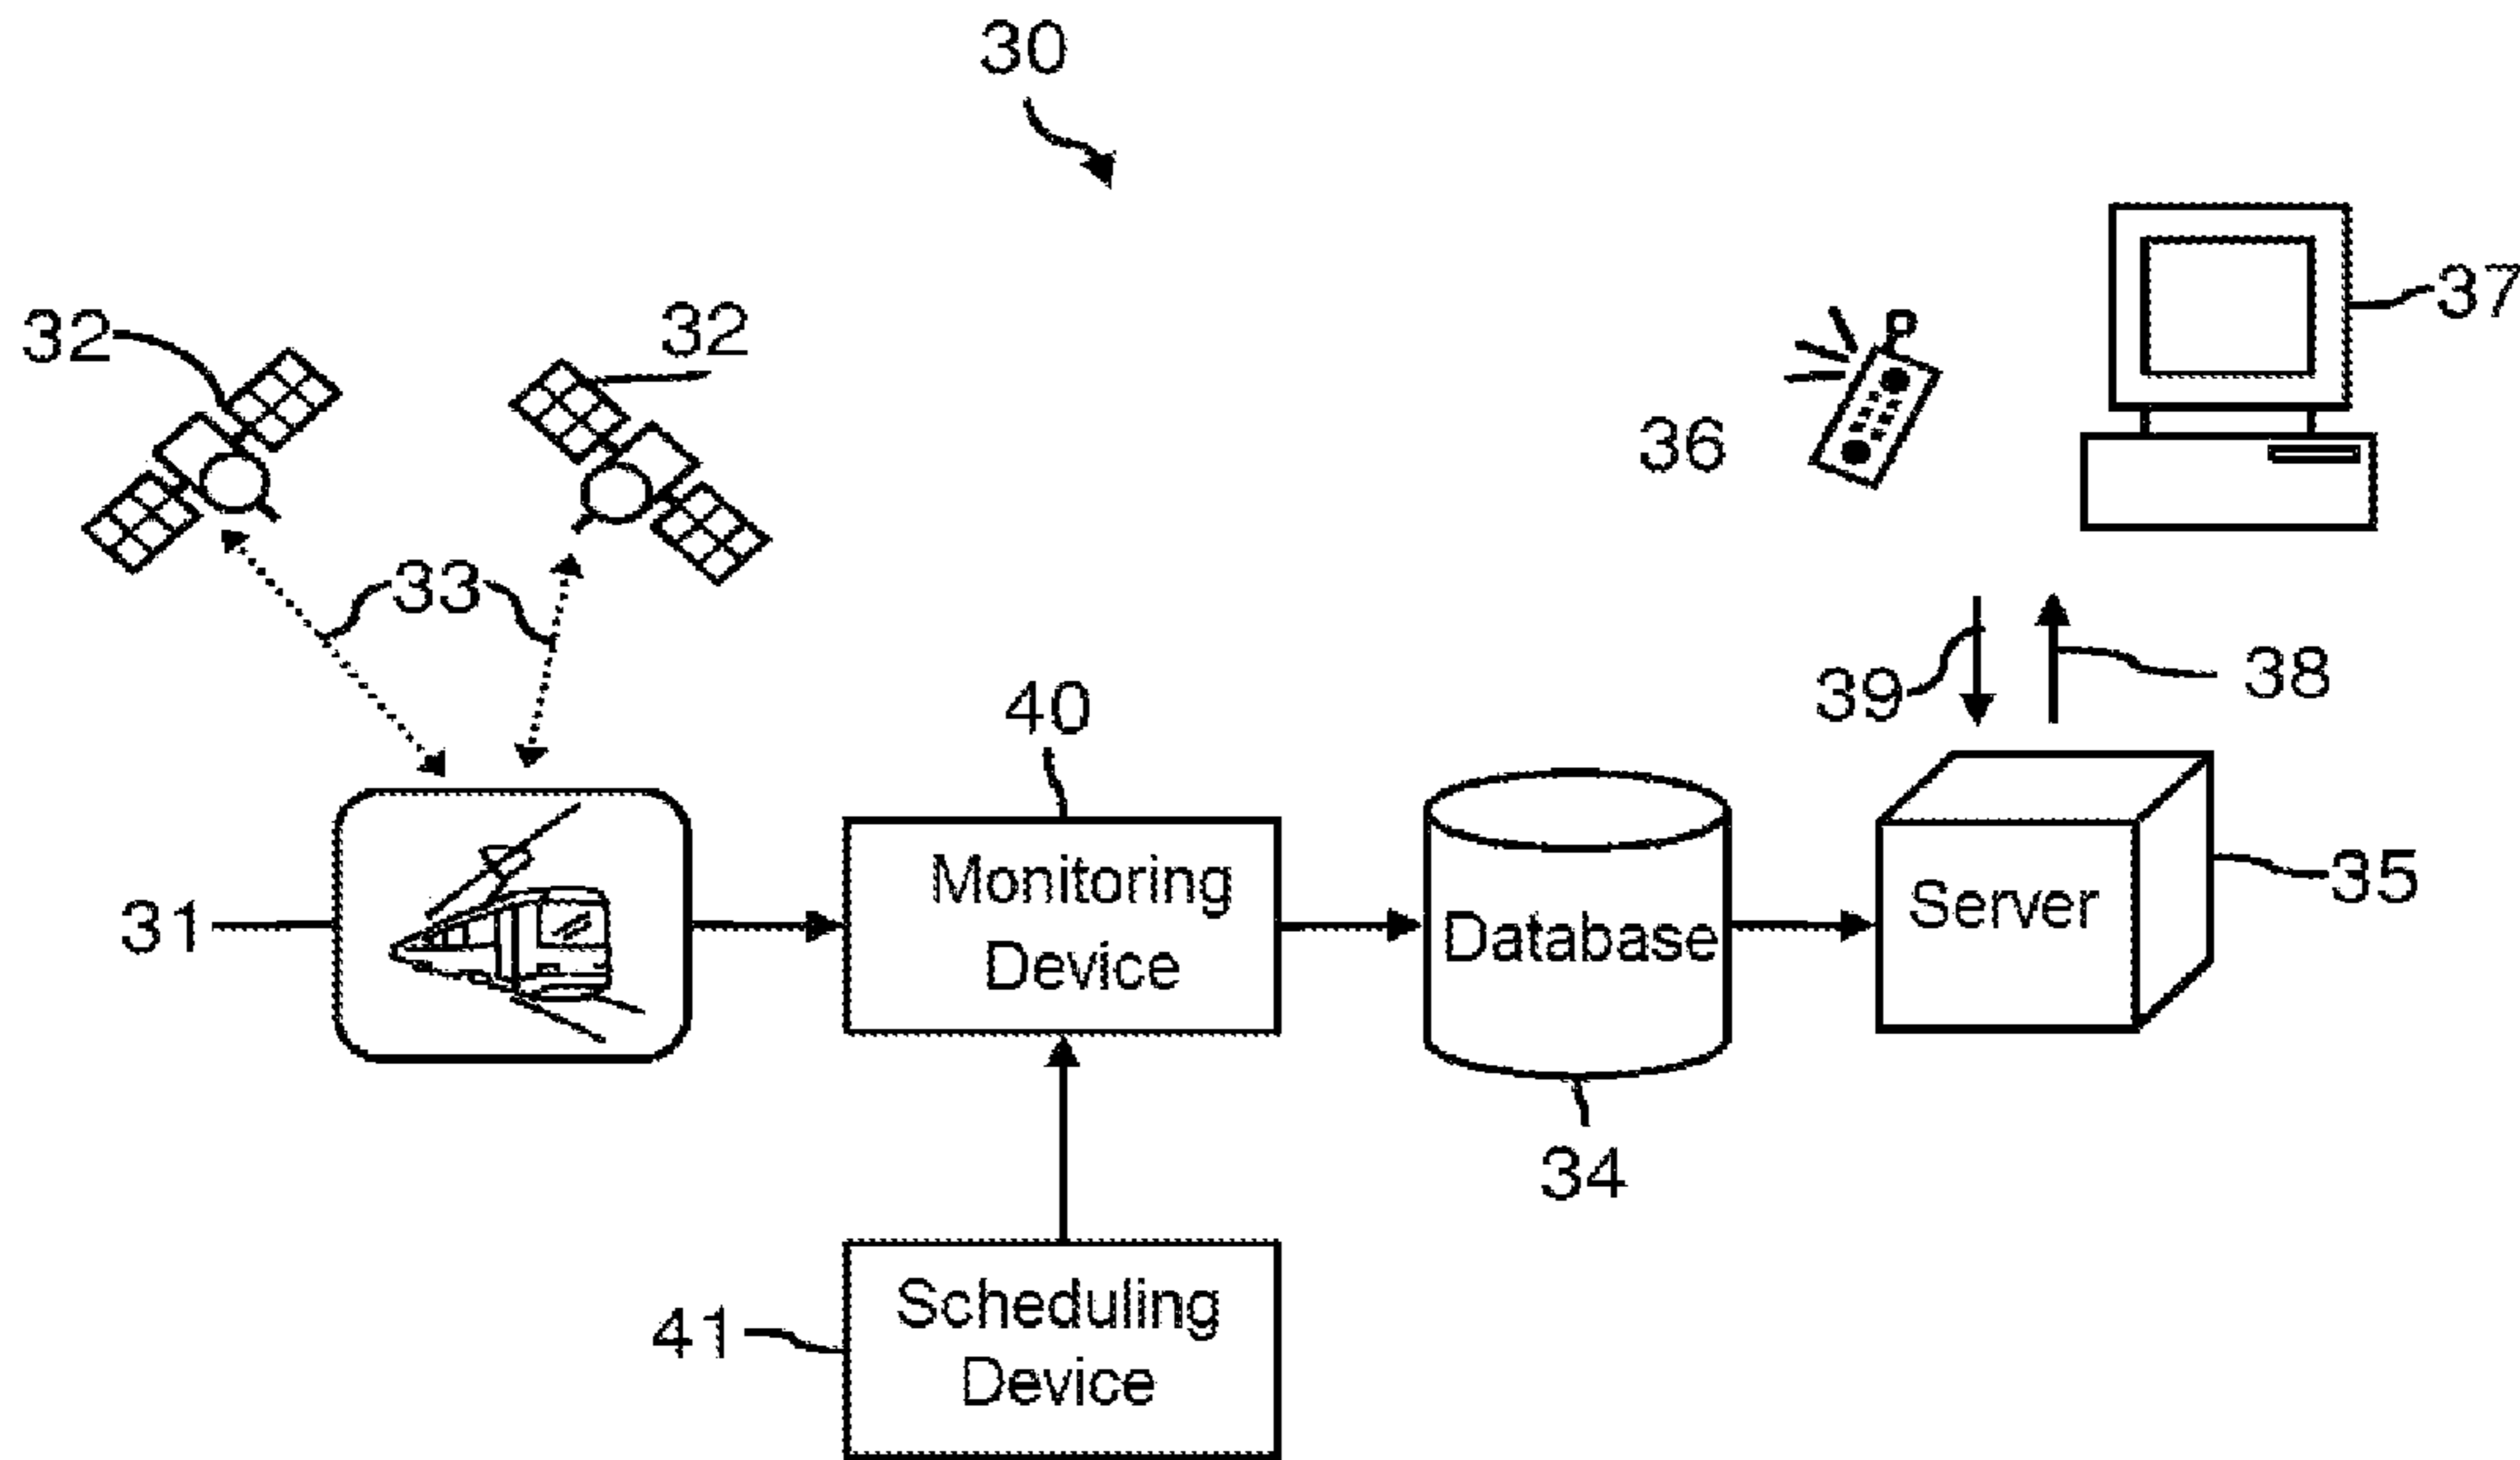 30
32
32
37
36
33
39
38
40
31
Monitoring
Device
Database
Server
35
34
41
Scheduling
Device